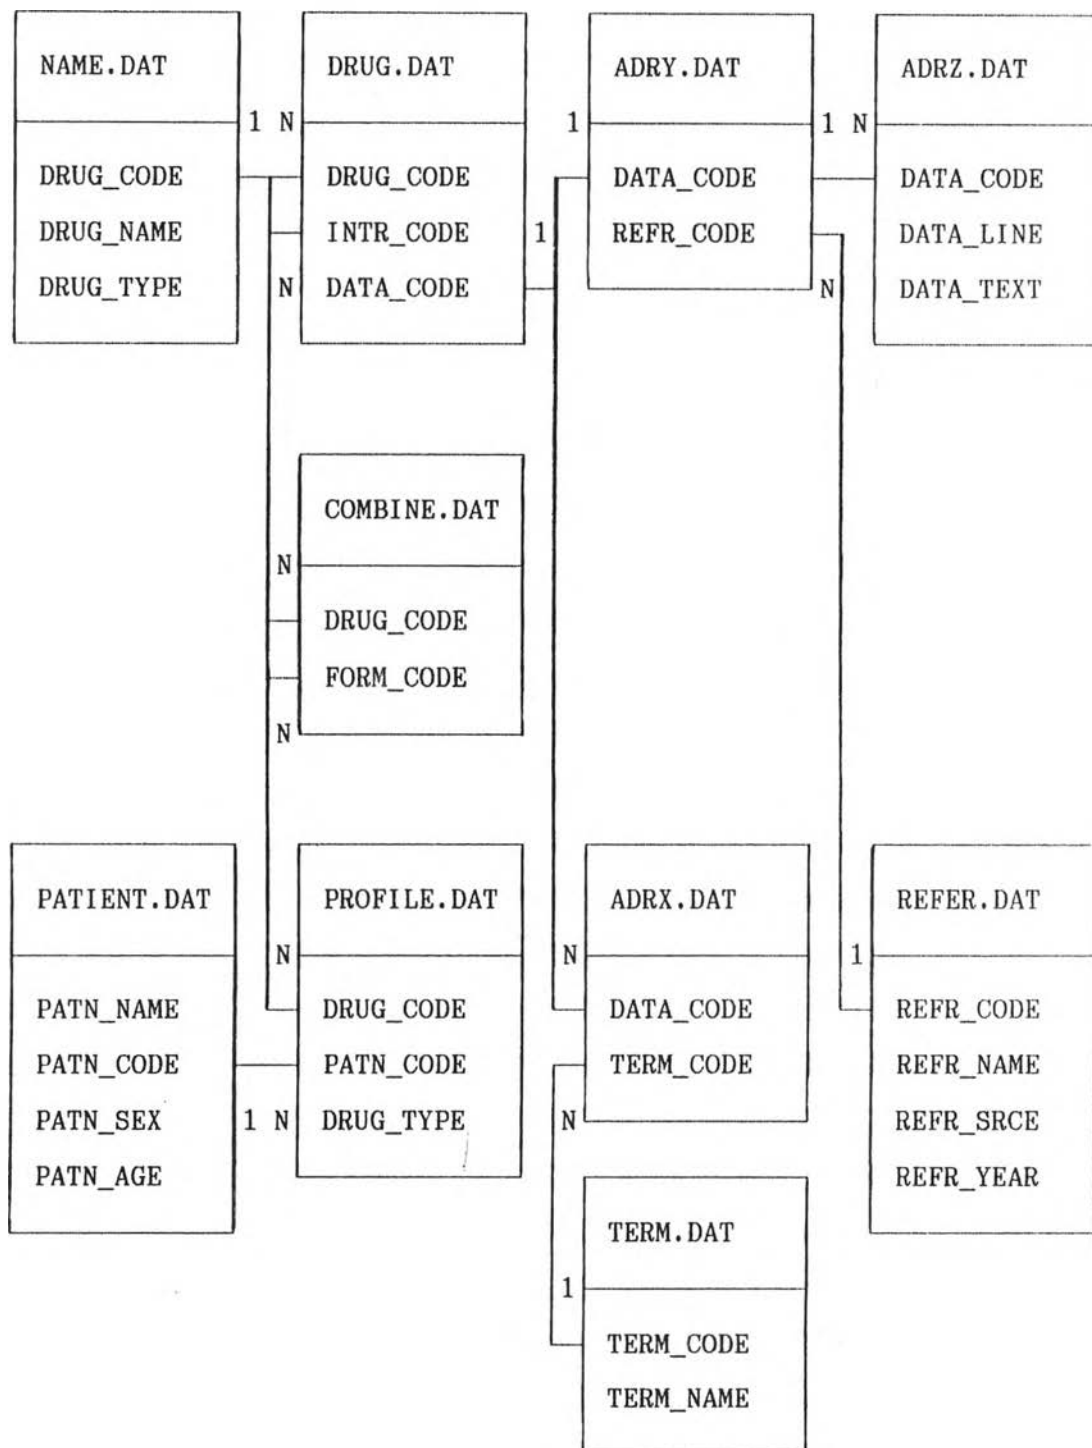 NAME.DAT
DRUG_CODE
DRUG_NAME
DRUG_TYPE
1 N
DRUG.DAT
DRUG_CODE
INTR_CODE
DATA_CODE
N
1
1
ADRY.DAT
DATA_CODE
REFR_CODE
1 N
N
ADRZ.DAT
DATA_CODE
DATA_LINE
DATA_TEXT
COMBINE.DAT
N
DRUG_CODE
FORM_CODE
N
PATIENT.DAT
PATN_NAME
PATN_CODE
PATN_SEX
PATN_AGE
1 N
PROFILE.DAT
N
DRUG_CODE
PATN_CODE
DRUG_TYPE
ADRX.DAT
N
DATA_CODE
TERM_CODE
N
REFER.DAT
1
REFR_CODE
REFR_NAME
REFR_SRCE
REFR_YEAR
TERM.DAT
1
TERM_CODE
TERM_NAME